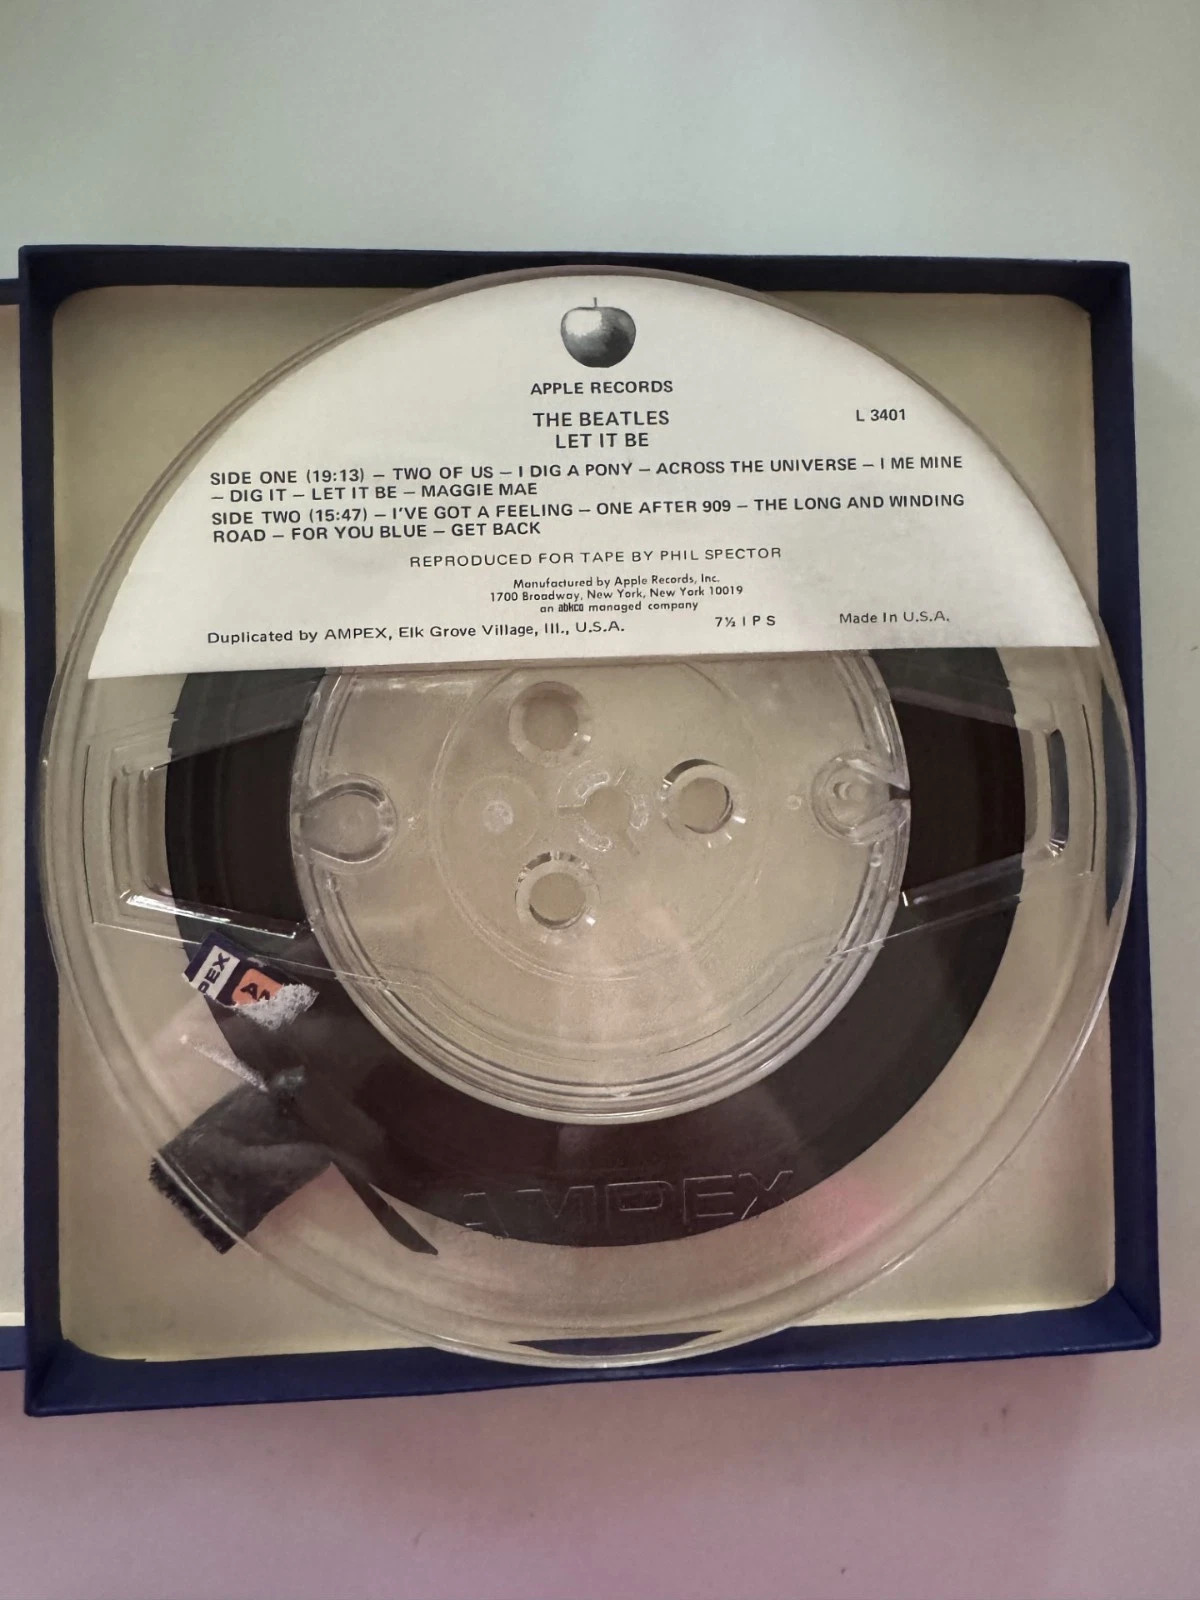 APPLE RECORDS
THE BEATLES
L 3401
LET IT BE
SIDE ONE (19:13) – TWO OF US – I DIG A PONY – ACROSS THE UNIVERSE – I ME MINE
– DIG IT – LET IT BE – MAGGIE MAE
SIDE TWO (15:47) – I'VE GOT A FEELING – ONE AFTER 909 – THE LONG AND WINDING
ROAD – FOR YOU BLUE – GET BACK
REPRODUCED FOR TAPE BY PHIL SPECTOR
Manufactured by Apple Records, Inc.
1700 Broadway, New York, New York 10019
an abkco managed company
Duplicated by AMPEX, Elk Grove Village, Ill., U.S.A.
7½ I P S
Made In U.S.A.
PEX
AM
AMPEX